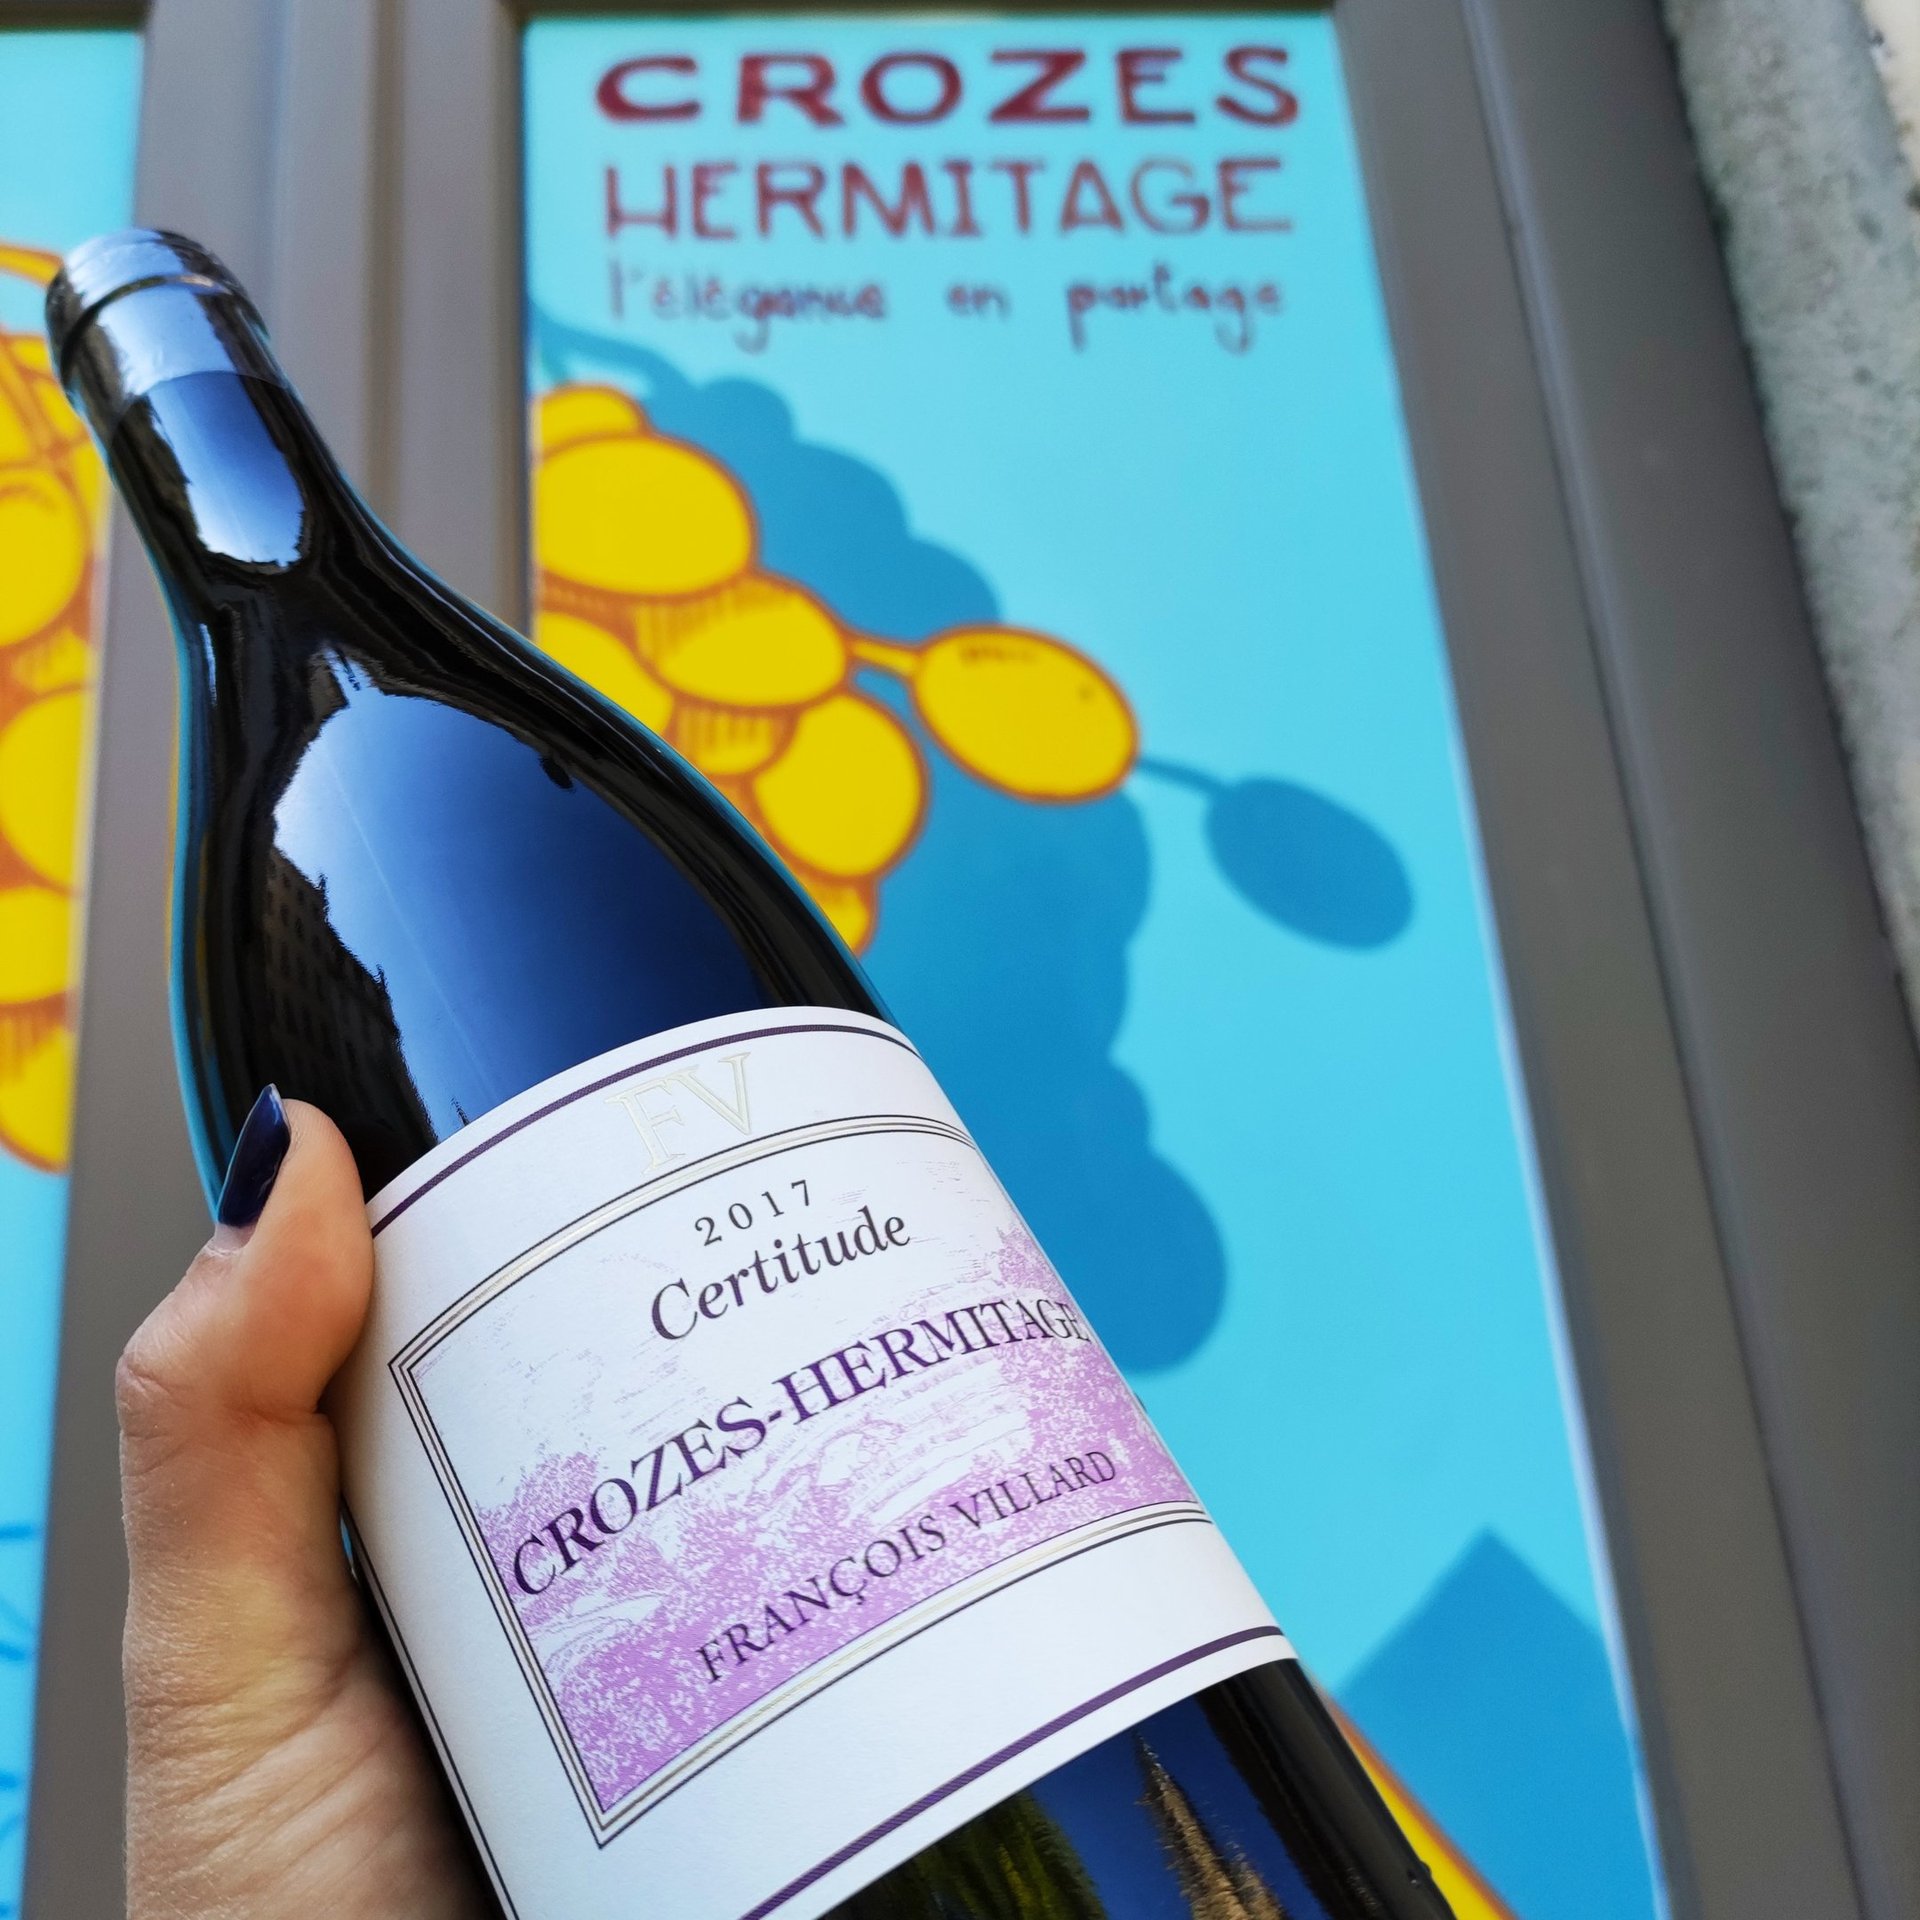 CROZES
HERMITAGE
l'élégance en partage
FV
2017
Certitude
CROZES-HERMITAGE
FRANÇOIS VILLARD